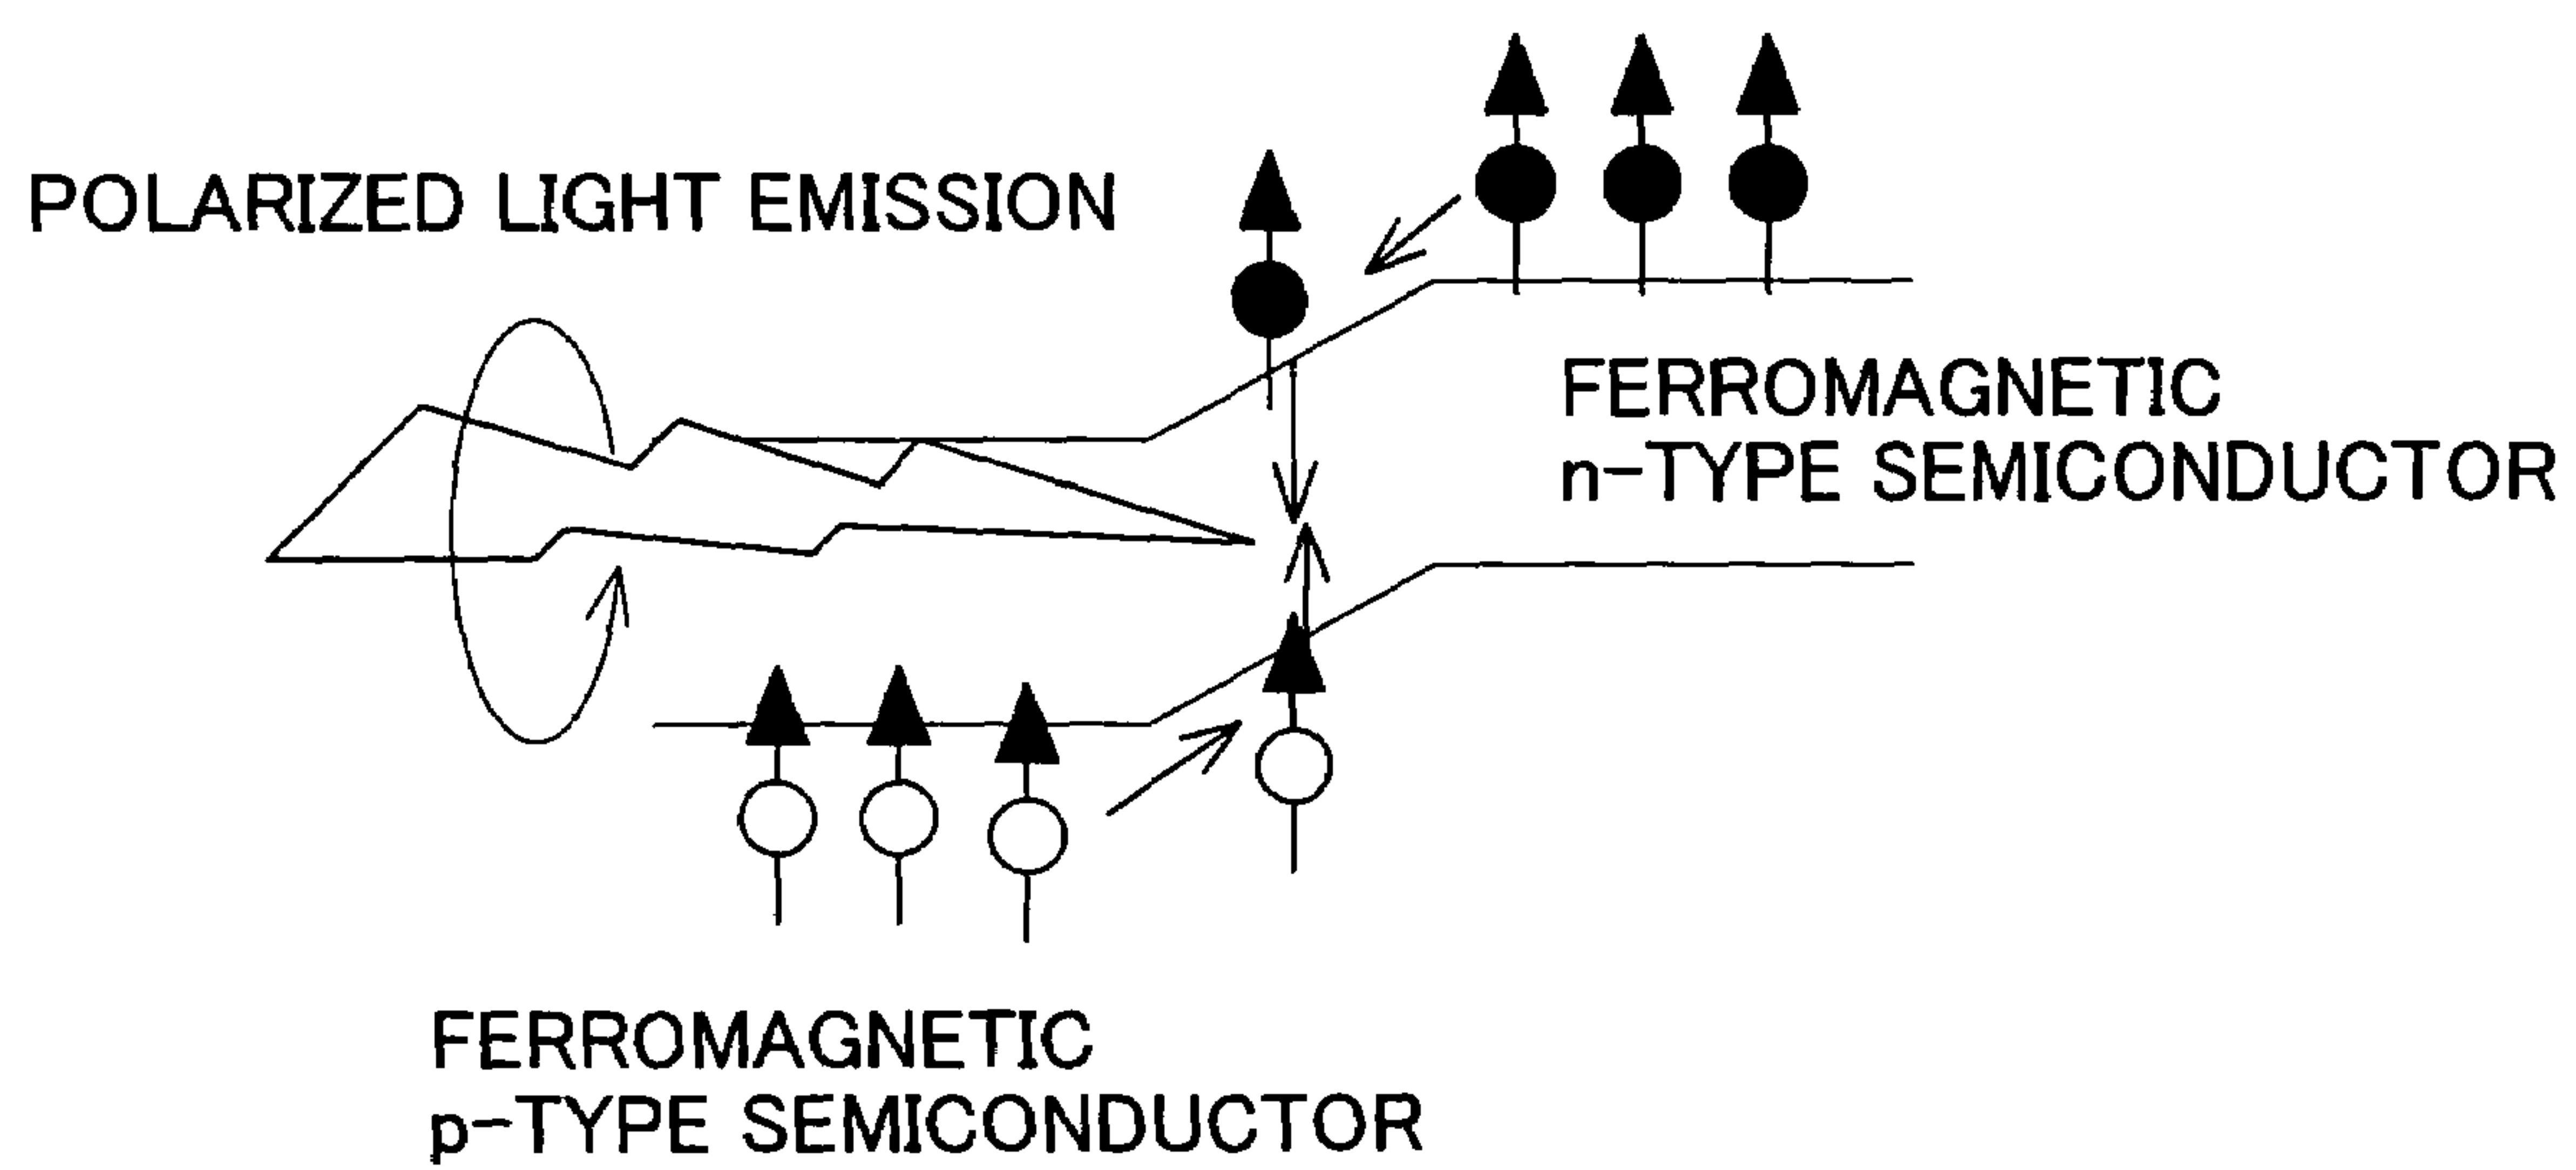 POLARIZED LIGHT EMISSION
FERROMAGNETIC
n-TYPE SEMICONDUCTOR
FERROMAGNETIC
p-TYPE SEMICONDUCTOR